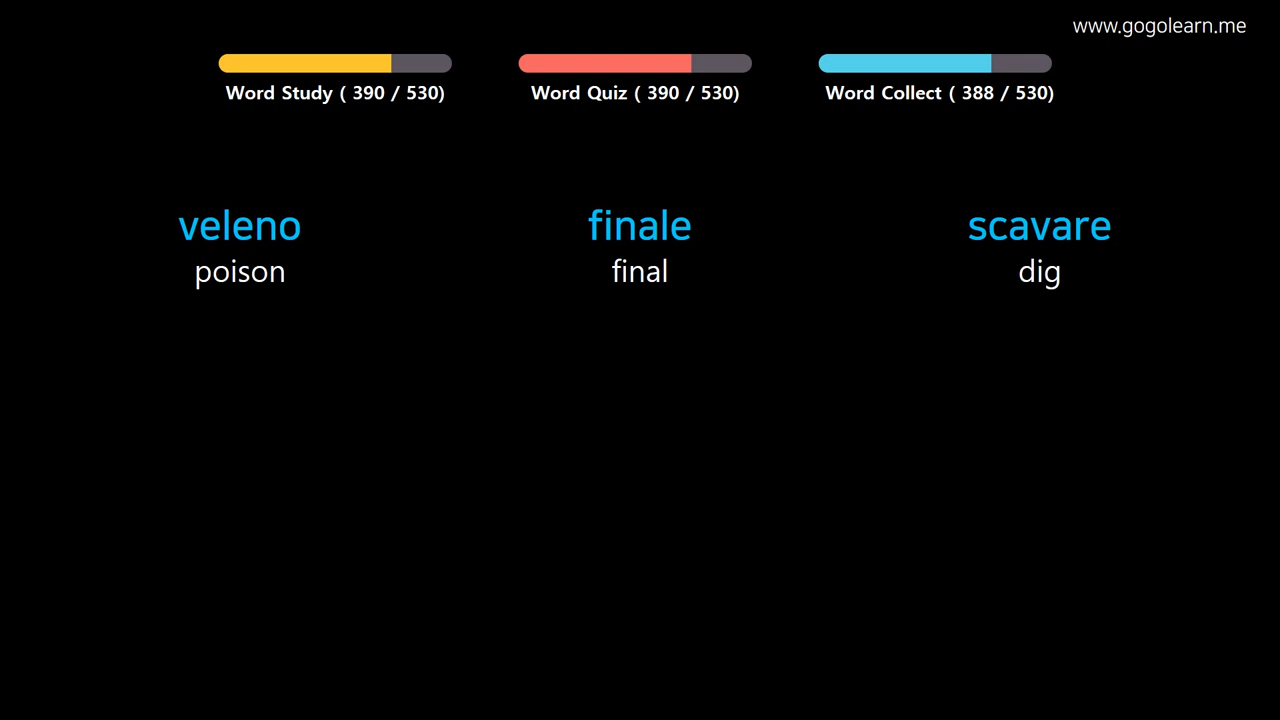 www.gogolearn.me
Word Study ( 390 / 530)
Word Quiz ( 390 / 530)
Word Collect ( 388 / 530)
veleno
finale
scavare
poison
final
dig